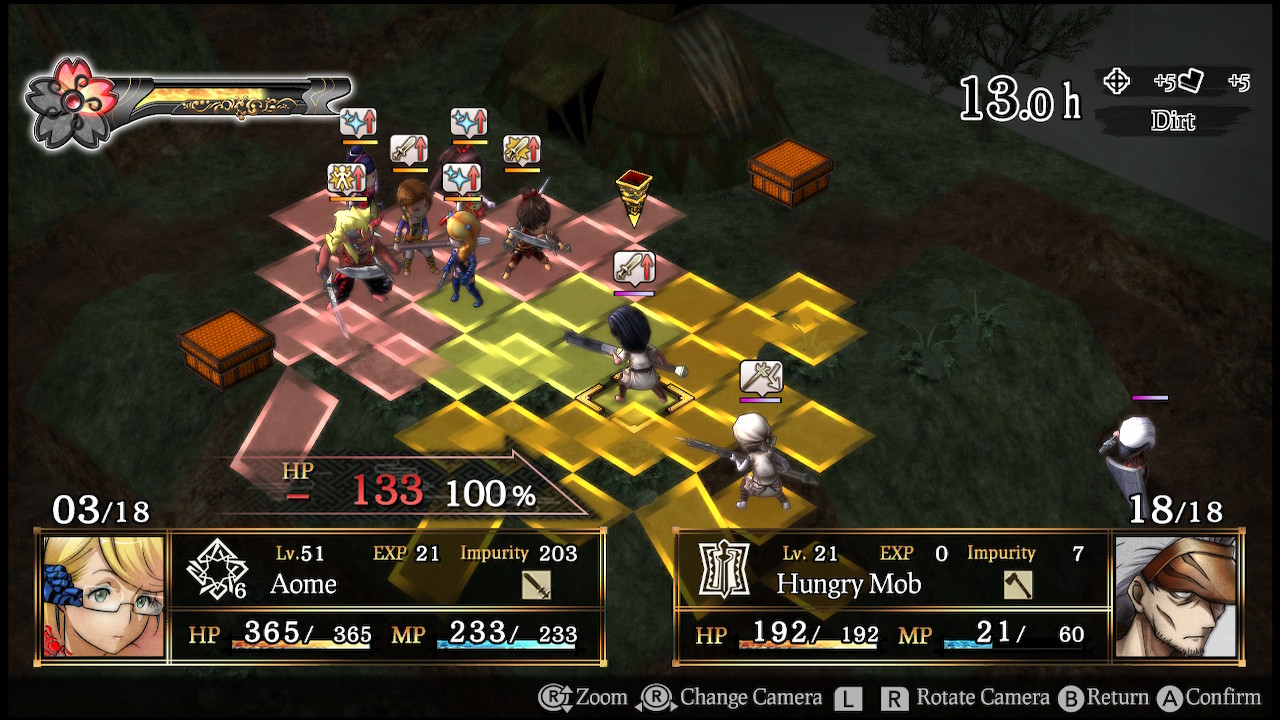 13.0 h
+5 +5
Dirt
HP
- 133 100%
03/18
18/18
Lv.51 EXP 21 Impurity 203
6 Aome
HP 365/ 365 MP 233/ 233
Lv. 21 EXP 0 Impurity 7
Hungry Mob
HP 192/ 192 MP 21/ 60
R Zoom R Change Camera L R Rotate Camera B Return A Confirm